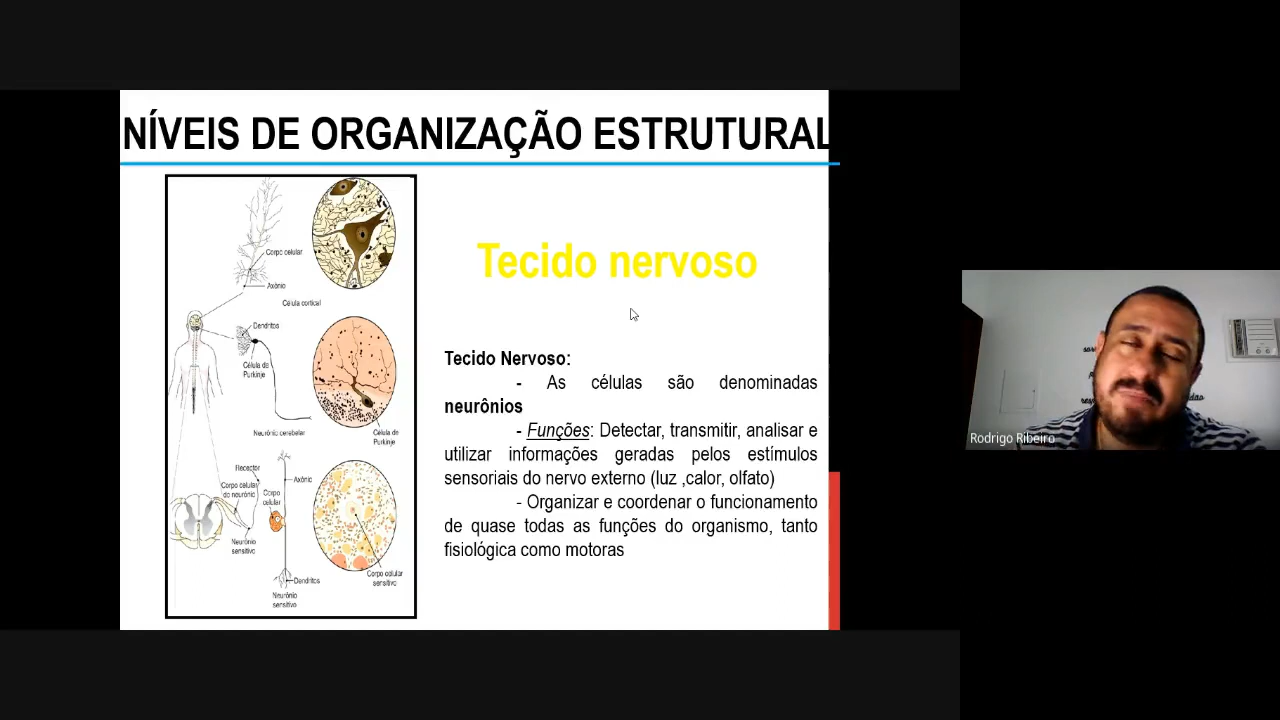 NÍVEIS DE ORGANIZAÇÃO ESTRUTURAL
Corpo celular
Axônio
Célula cortical
Dendritos
Célula de
Purkinje
Neurônio cerebelar
Célula de
Purkinje
Receptor
Corpo celular
do neurônio
Corpo
celular
Axônio
Neurônio
sensitivo
Dendritos
Neurônio
sensitivo
Corpo celular
sensitivo
Tecido nervoso
Tecido Nervoso:
- As células são denominadas
neurônios
- Funções: Detectar, transmitir, analisar e
utilizar informações geradas pelos estímulos
sensoriais do nervo externo (luz ,calor, olfato)
- Organizar e coordenar o funcionamento
de quase todas as funções do organismo, tanto
fisiológica como motoras
Rodrigo Ribeiro